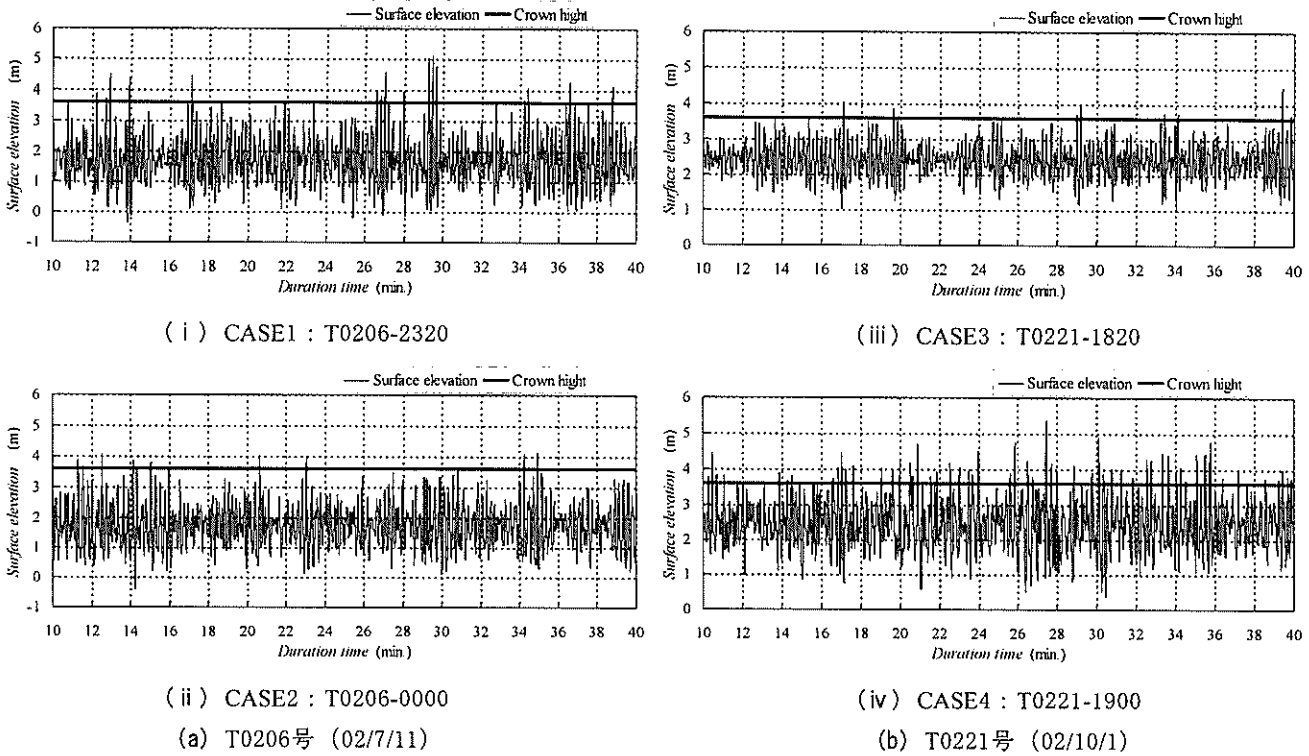 Surface elevation Crown hight
Surface elevation (m)
6
5
4
3
2
1
0
-1
10 12 14 16 18 20 22 24 26 28 30 32 34 36 38 40
Duration time (min.)
(i) CASE1 : T0206-2320
Surface elevation Crown hight
Surface elevation (m)
6
5
4
3
2
1
0
-1
10 12 14 16 18 20 22 24 26 28 30 32 34 36 38 40
Duration time (min.)
(ii) CASE2 : T0206-0000
(a) T0206号 (02/7/11)
Surface elevation Crown hight
Surface elevation (m)
6
5
4
3
2
1
0
10 12 14 16 18 20 22 24 26 28 30 32 34 36 38 40
Duration time (min.)
(iii) CASE3 : T0221-1820
Surface elevation Crown hight
Surface elevation (m)
6
5
4
3
2
1
0
10 12 14 16 18 20 22 24 26 28 30 32 34 36 38 40
Duration time (min.)
(iv) CASE4 : T0221-1900
(b) T0221号 (02/10/1)